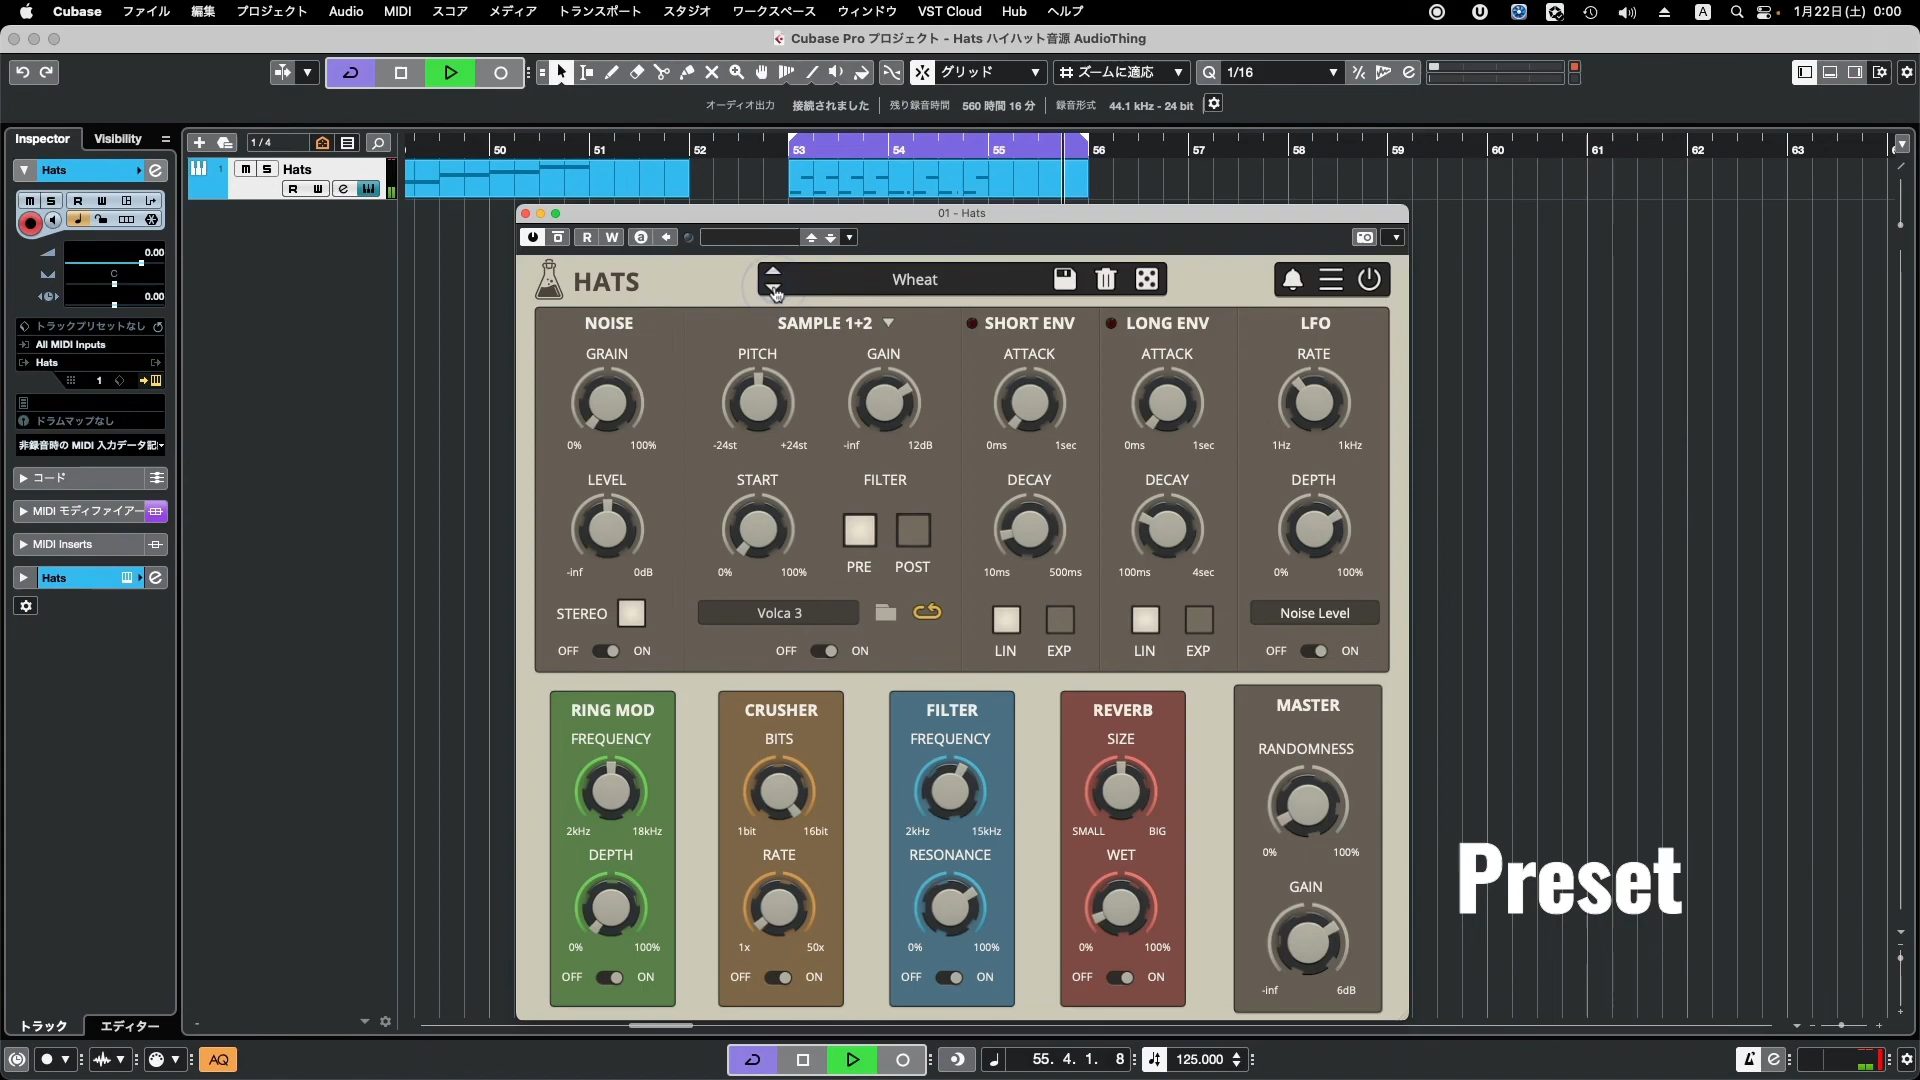 Cubase ファイル 編集 プロジェクト Audio MIDI スコア メディア トランスポート スタジオ ワークスペース ウィンドウ VST Cloud Hub ヘルプ
A 1月22日(土) 0:00
Cubase Pro プロジェクト - Hats ハイハット音源 AudioThing
グリッド ズームに適応 Q 1/16
オーディオ出力 接続されました 残り録音時間 560 時間 16 分 録音形式 44.1 kHz - 24 bit
Inspector Visibility
1/4
50 51 52 53 54 55 56 57 58 59 60 61 62 63
Hats
1 M S Hats
R W e
M S R W
0.00
C
0.00
トラックプリセットなし
All MIDI Inputs
Hats
1
ドラムマップなし
非録音時の MIDI 入力データ記
コード
MIDI モディファイアー
MIDI Inserts
Hats
01 - Hats
R W a
HATS
Wheat
NOISE SAMPLE 1+2 SHORT ENV LONG ENV LFO
GRAIN PITCH GAIN ATTACK ATTACK RATE
0% 100% -24st +24st -inf 12dB 0ms 1sec 0ms 1sec 1Hz 1kHz
LEVEL START FILTER DECAY DECAY DEPTH
PRE POST
-inf 0dB 0% 100% 10ms 500ms 100ms 4sec 0% 100%
STEREO Volca 3 Noise Level
OFF ON OFF ON LIN EXP LIN EXP OFF ON
RING MOD CRUSHER FILTER REVERB MASTER
FREQUENCY BITS FREQUENCY SIZE RANDOMNESS
2kHz 18kHz 1bit 16bit 2kHz 15kHz SMALL BIG 0% 100%
DEPTH RATE RESONANCE WET GAIN
0% 100% 1x 50x 0% 100% 0% 100% -inf 6dB
OFF ON OFF ON OFF ON OFF ON
Preset
トラック エディター
AQ 55. 4. 1. 8 125.000